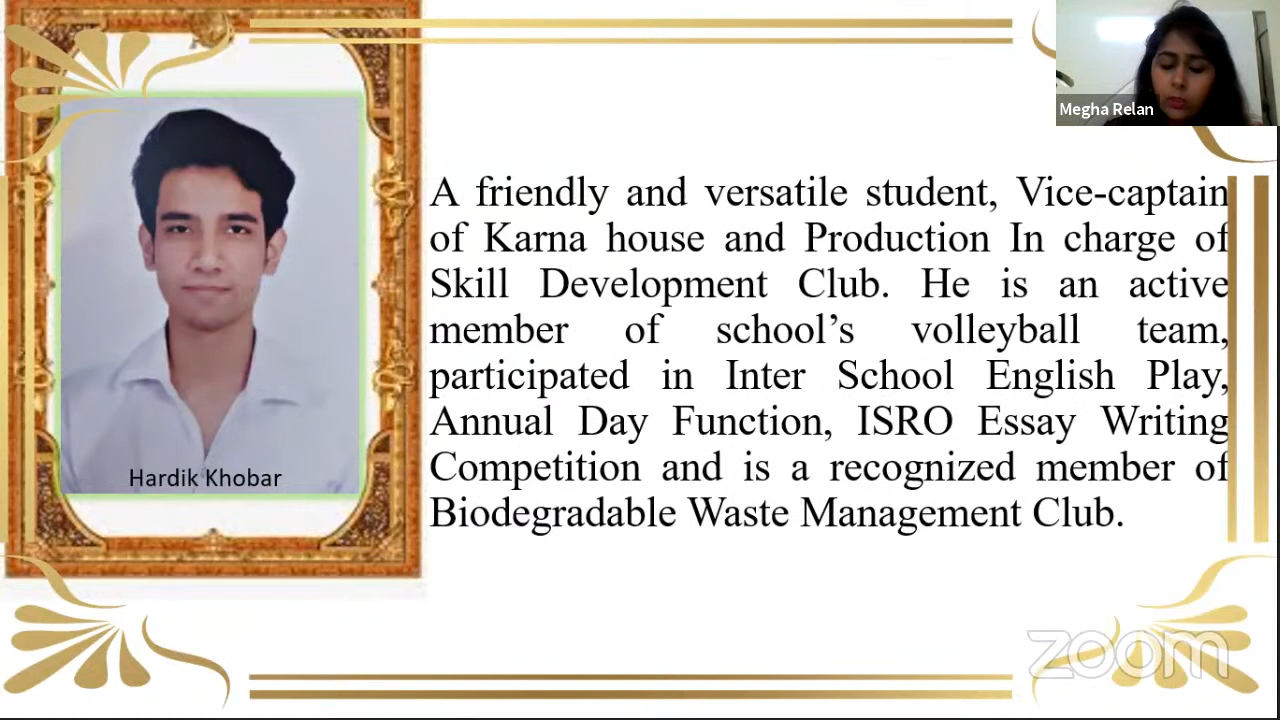 Megha Relan
A friendly and versatile student, Vice-captain
of Karna house and Production In charge of
Skill Development Club. He is an active
member of school’s volleyball team,
participated in Inter School English Play,
Annual Day Function, ISRO Essay Writing
Competition and is a recognized member of
Biodegradable Waste Management Club.
Hardik Khobar
zoom